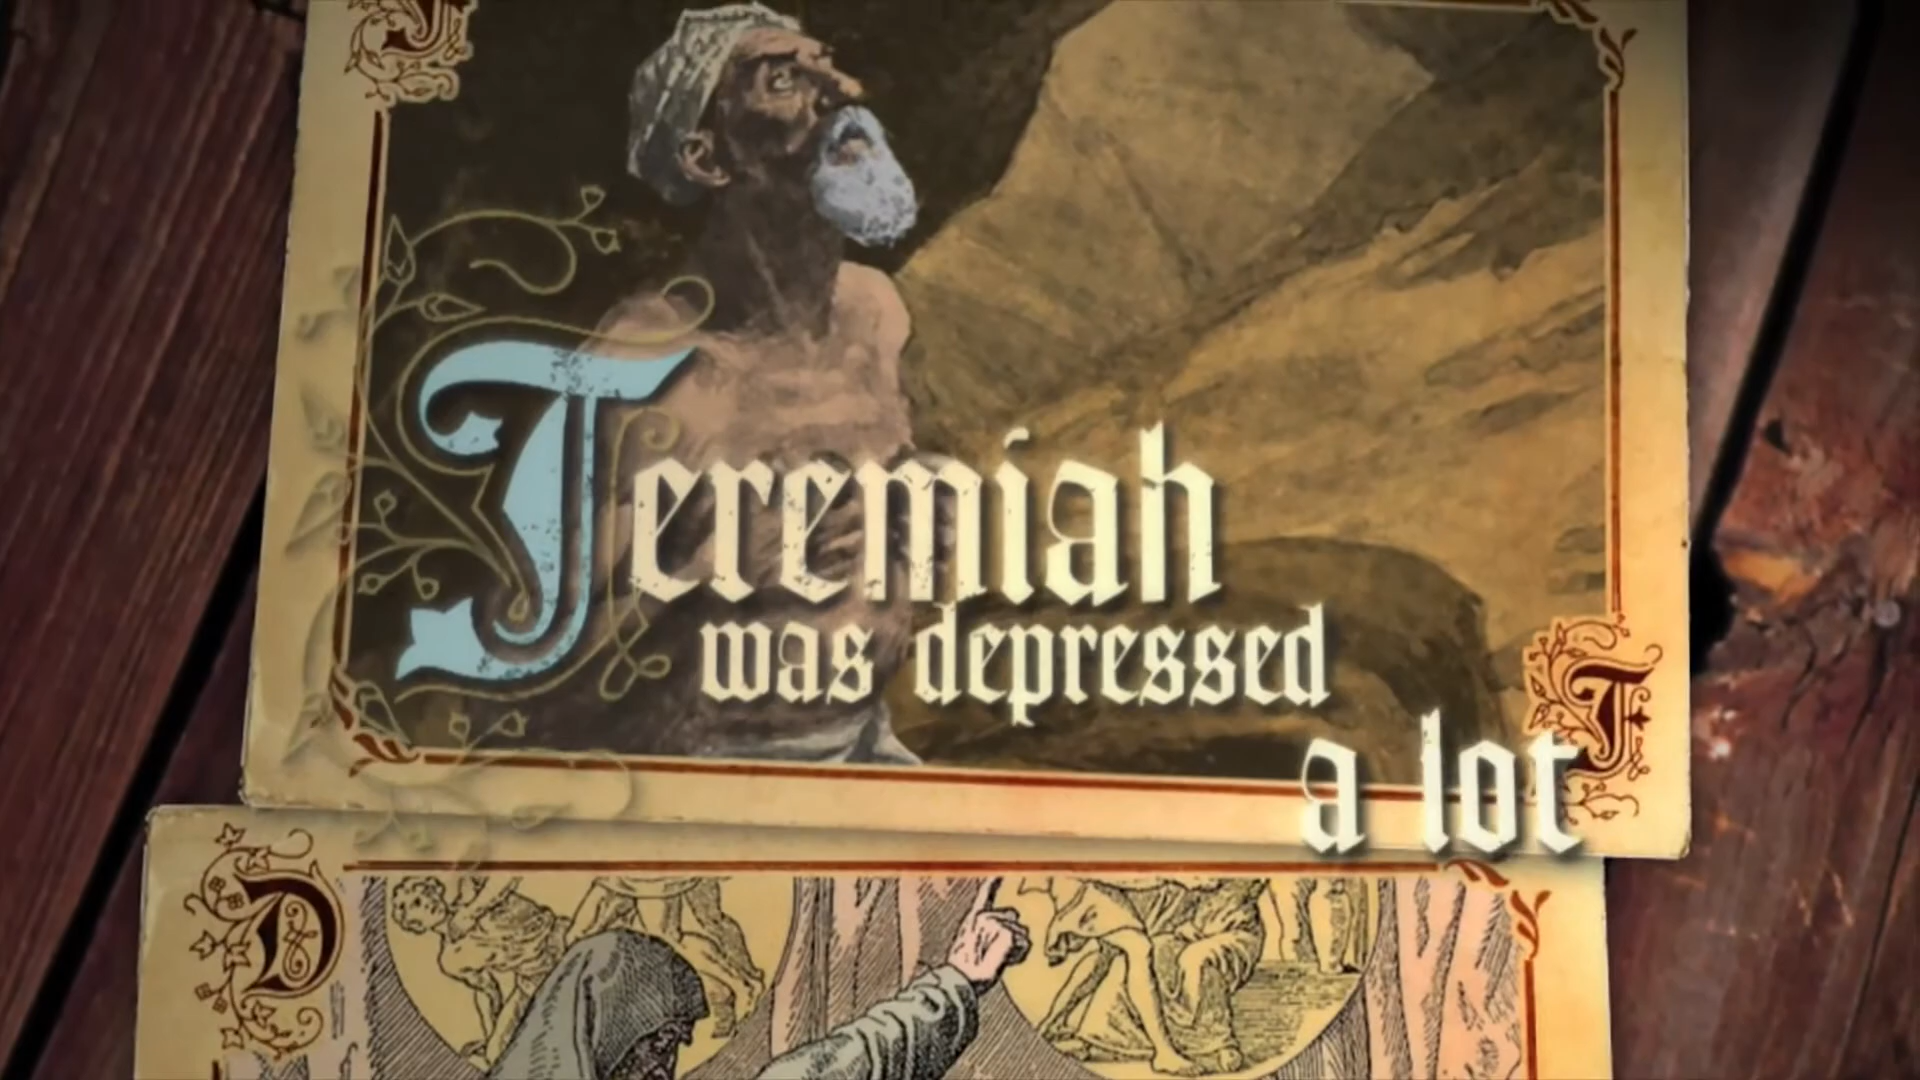 J
Jeremiah
was depressed
a lot
J
D